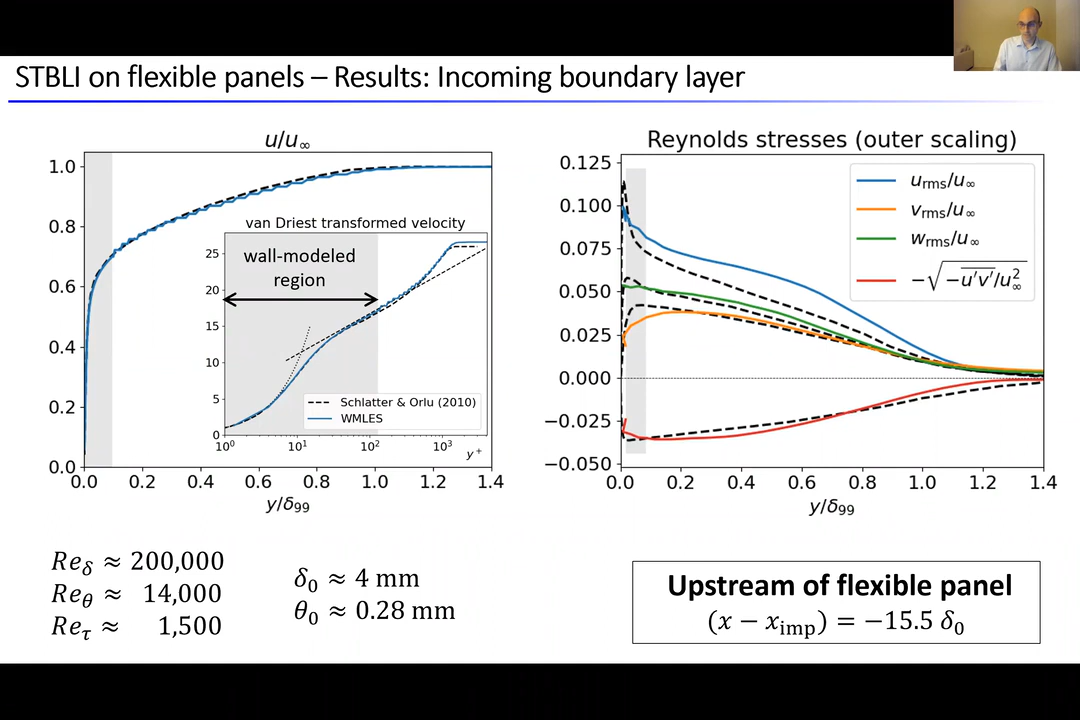 STBLI on flexible panels – Results: Incoming boundary layer
u/u∞
1.0
0.8
0.6
0.4
0.2
0.0
0.0 0.2 0.4 0.6 0.8 1.0 1.2 1.4
y/δ99
van Driest transformed velocity
wall-modeled
region
25
20
15
10
5
0
10⁰ 10¹ 10² 10³
y⁺
Schlatter & Orlu (2010)
WMLES
Reynolds stresses (outer scaling)
0.125
0.100
0.075
0.050
0.025
0.000
−0.025
−0.050
0.0 0.2 0.4 0.6 0.8 1.0 1.2 1.4
y/δ99
u_rms/u∞
v_rms/u∞
w_rms/u∞
−√(−u′v′/u∞²)
Re_δ ≈ 200,000
Re_θ ≈ 14,000
Re_τ ≈ 1,500
δ₀ ≈ 4 mm
θ₀ ≈ 0.28 mm
Upstream of flexible panel
(x − x_imp) = −15.5 δ₀